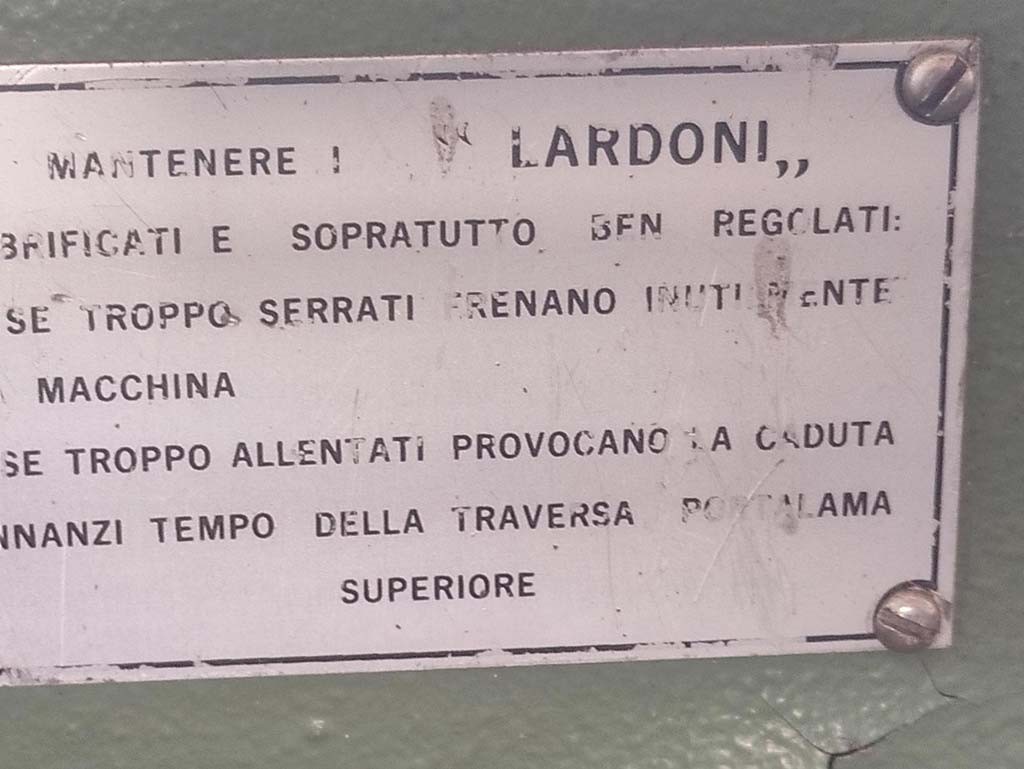 MANTENERE I LARDONI,,
BRIFICATI E SOPRATUTTO BEN REGOLATI:
SE TROPPO SERRATI FRENANO INUTILMENTE
MACCHINA
SE TROPPO ALLENTATI PROVOCANO LA CADUTA
NNANZI TEMPO DELLA TRAVERSA PORTALAMA
SUPERIORE